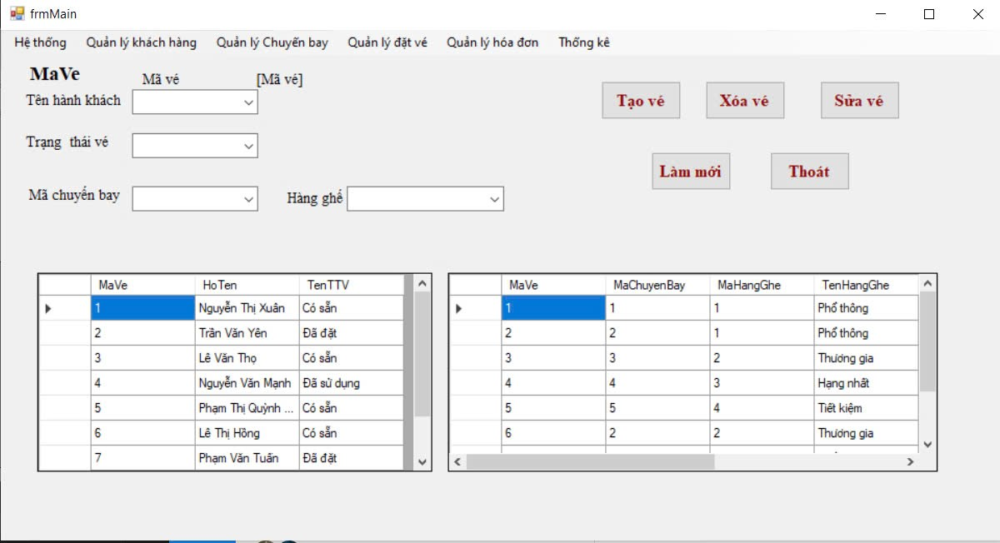 frmMain
Hệ thống Quản lý khách hàng Quản lý Chuyến bay Quản lý đặt vé Quản lý hóa đơn Thống kê
MaVe
Mã vé [Mã vé]
Tên hành khách
Tạo vé Xóa vé Sửa vé
Trạng thái vé
Làm mới Thoát
Mã chuyến bay Hàng ghế
MaVe HoTen TenTTV
1 Nguyễn Thị Xuân Có sẵn
2 Trần Văn Yên Đã đặt
3 Lê Văn Thọ Có sẵn
4 Nguyễn Văn Mạnh Đã sử dụng
5 Phạm Thị Quỳnh ... Có sẵn
6 Lê Thị Hồng Có sẵn
7 Phạm Văn Tuấn Đã đặt
MaVe MaChuyenBay MaHangGhe TenHangGhe
1 1 1 Phổ thông
2 2 1 Phổ thông
3 3 2 Thương gia
4 4 3 Hạng nhất
5 5 4 Tiết kiệm
6 2 2 Thương gia